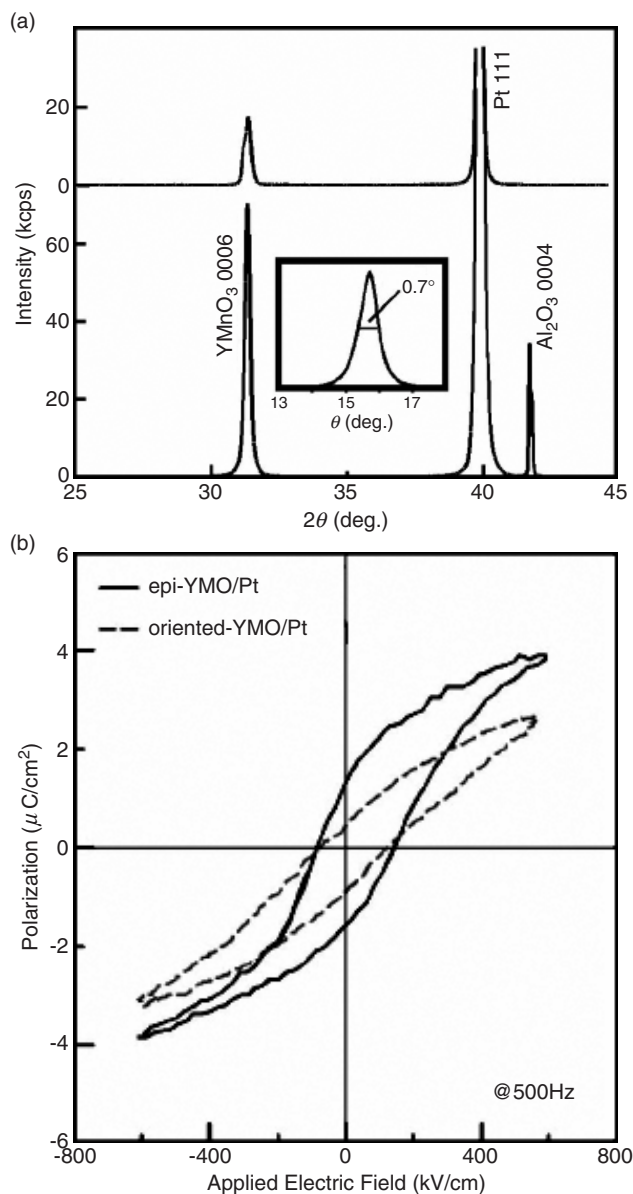 (a)
20
0
60
40
20
0
Intensity (kcps)
YMnO₃ 0006
Pt 111
Al₂O₃ 0004
0.7°
13 15 17
θ (deg.)
25 30 35 40 45
2θ (deg.)
(b)
6
4
2
0
-2
-4
-6
Polarization (μ C/cm²)
epi-YMO/Pt
oriented-YMO/Pt
@500Hz
-800 -400 0 400 800
Applied Electric Field (kV/cm)